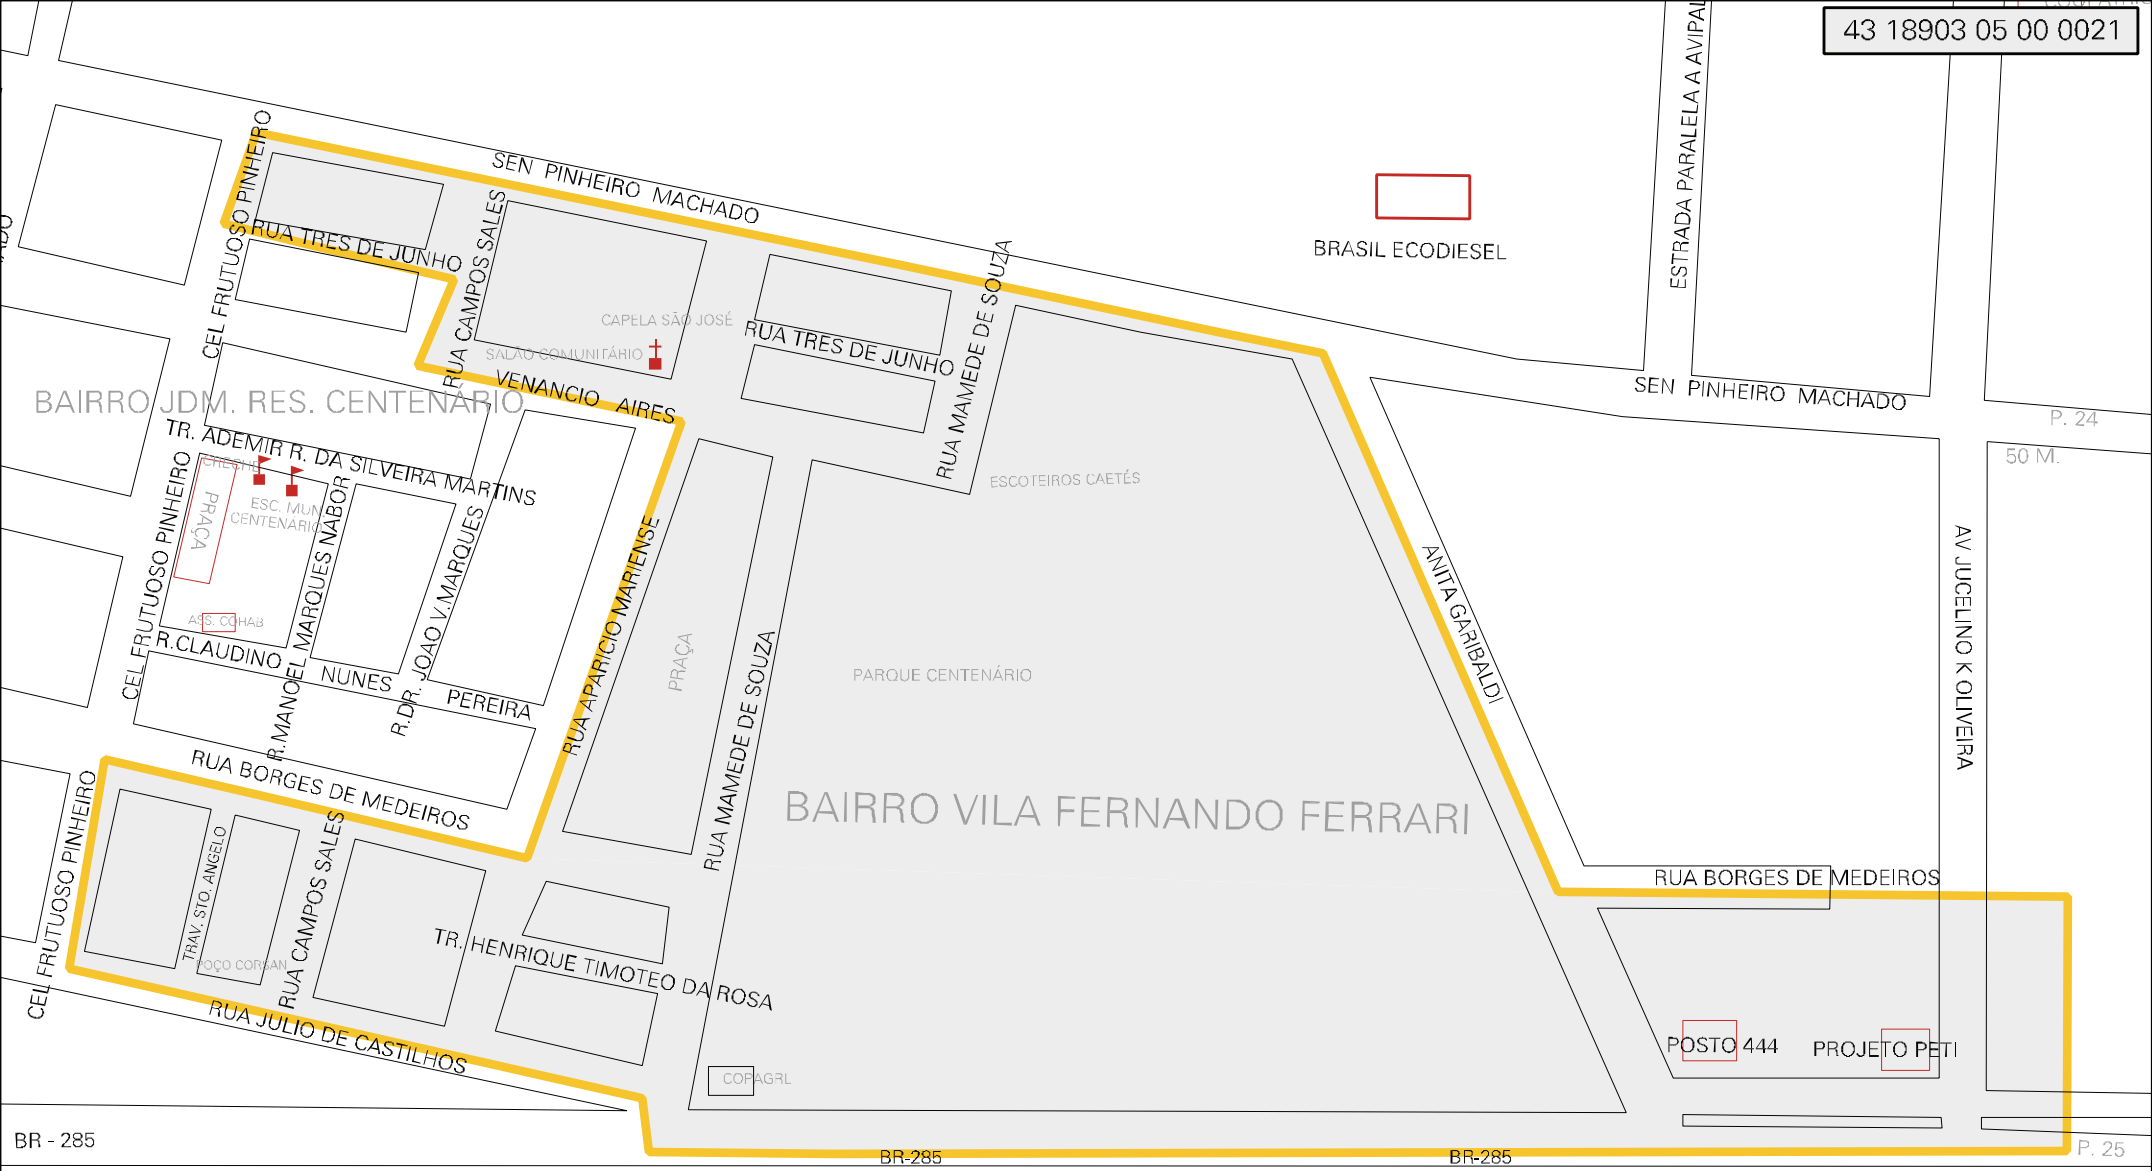 43 18903 05 00 0021
ESTRADA PARALELA A AVIPAL
CEL FRUTUOSO PINHEIRO
SEN PINHEIRO MACHADO
BRASIL ECODIESEL
RUA TRES DE JUNHO
RUA CAMPOS SALES
CAPELA SÃO JOSÉ
SALÃO COMUNITÁRIO
RUA TRES DE JUNHO
RUA MAMEDE DE SOUZA
VENANCIO AIRES
SEN PINHEIRO MACHADO
P. 24
50 M.
BAIRRO JDM. RES. CENTENÁRIO
TR. ADEMIR R. DA SILVEIRA MARTINS
CRECHE
PRAÇA
ESC. MUN.
CENTENÁRIO
ESCOTEIROS CAETÉS
CEL FRUTUOSO PINHEIRO
R.MANOEL MARQUES NABOR
R.DR. JOAO V.MARQUES
RUA APARICIO MARIENSE
ANITA GARIBALDI
AV JUCELINO K OLIVEIRA
ASS. COHAB
R.CLAUDINO NUNES PEREIRA
PRAÇA
PARQUE CENTENÁRIO
RUA MAMEDE DE SOUZA
RUA BORGES DE MEDEIROS
BAIRRO VILA FERNANDO FERRARI
RUA BORGES DE MEDEIROS
CEL FRUTUOSO PINHEIRO
TRAV. STO. ANGELO
RUA CAMPOS SALES
POÇO CORSAN
TR. HENRIQUE TIMOTEO DA ROSA
RUA JULIO DE CASTILHOS
POSTO 444
PROJETO PETI
COPAGRL
BR - 285
BR-285
BR-285
P. 25